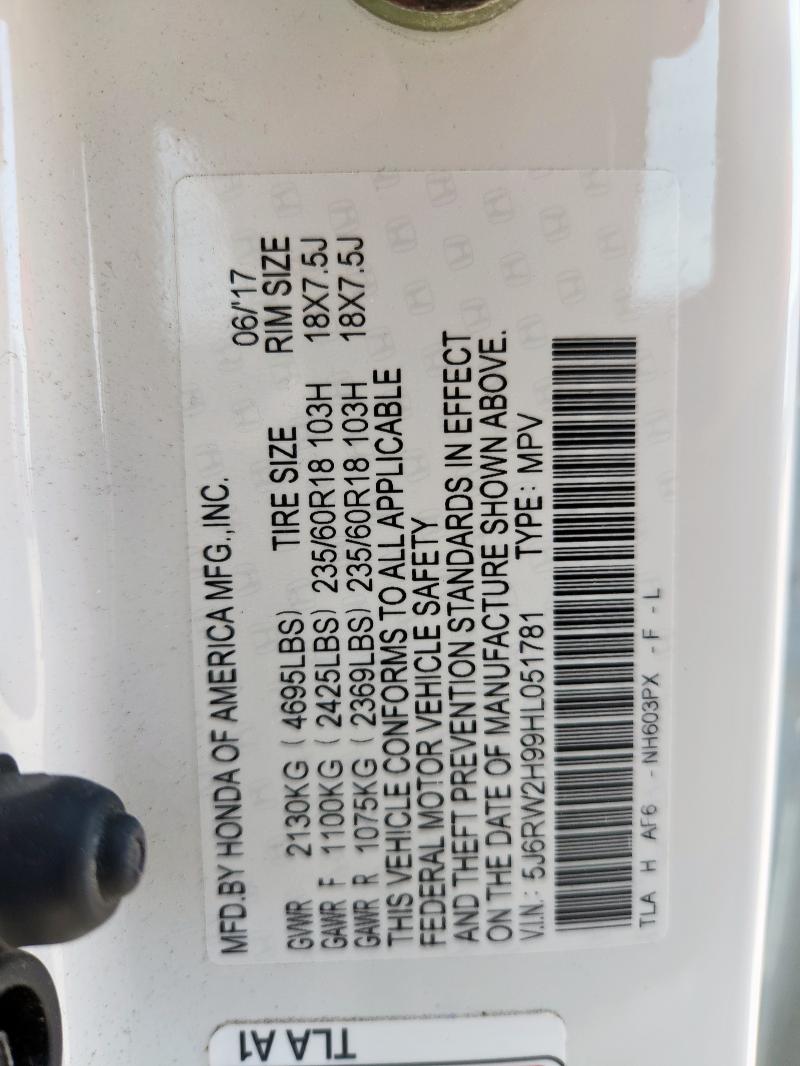 MFD.BY HONDA OF AMERICA MFG.,INC. 06/'17
TIRE SIZE RIM SIZE
GVWR 2130KG ( 4695LBS)
GAWR F 1100KG ( 2425LBS) 235/60R18 103H 18X7.5J
GAWR R 1075KG ( 2369LBS) 235/60R18 103H 18X7.5J
THIS VEHICLE CONFORMS TO ALL APPLICABLE
FEDERAL MOTOR VEHICLE SAFETY
AND THEFT PREVENTION STANDARDS IN EFFECT
ON THE DATE OF MANUFACTURE SHOWN ABOVE.
V.I.N.: 5J6RW2H99HL051781 TYPE: MPV
TLA H AF6 -NH603PX -F-L
TLA A1